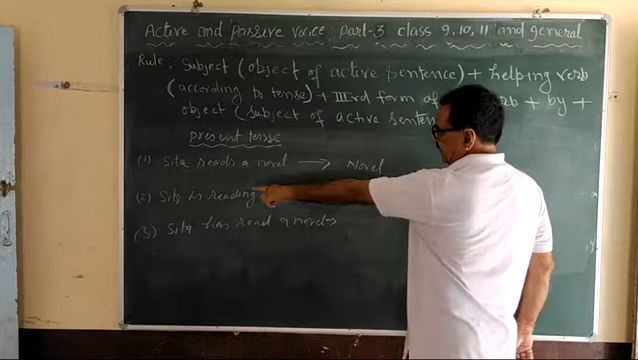 Active and Passive voice: part-3 class 9, 10, 11 and general
Rule: Subject (object of active sentence) + helping verb
(according to tense) + IIIrd form of verb + by +
object (subject of active senten
present tense
(1) Sita reads a novel → Novel
(2) Sita is reading
(3) Sita has read a novel→